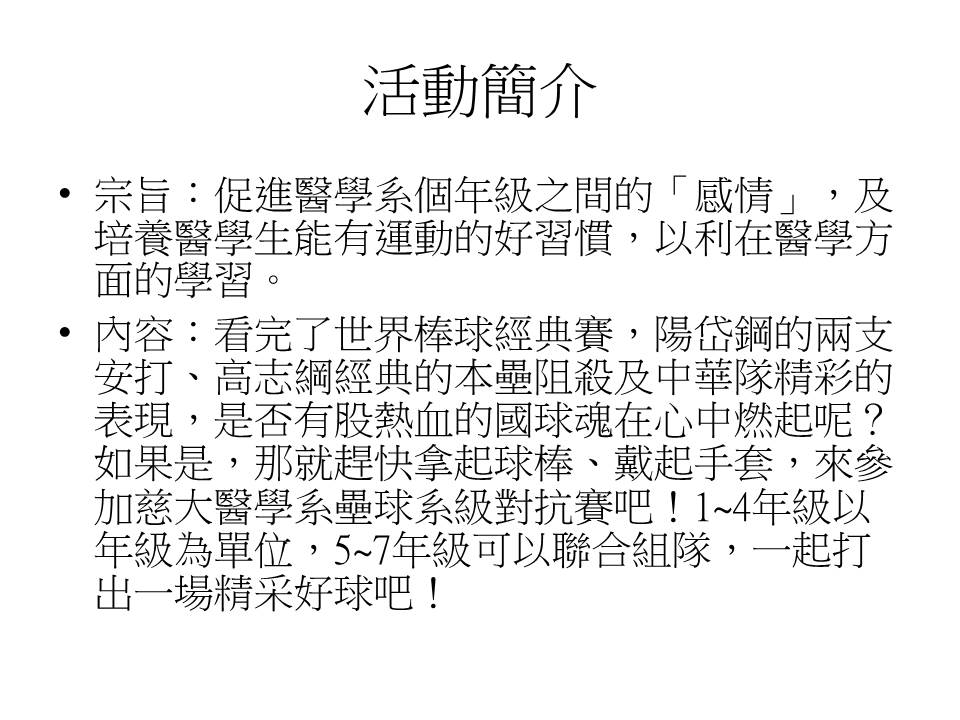 活動簡介
• 宗旨：促進醫學系個年級之間的「感情」，及
培養醫學生能有運動的好習慣，以利在醫學方
面的學習。
• 內容：看完了世界棒球經典賽，陽岱鋼的兩支
安打、高志綱經典的本壘阻殺及中華隊精彩的
表現，是否有股熱血的國球魂在心中燃起呢？
如果是，那就趕快拿起球棒、戴起手套，來參
加慈大醫學系壘球系級對抗賽吧！1~4年級以
年級為單位，5~7年級可以聯合組隊，一起打
出一場精采好球吧！